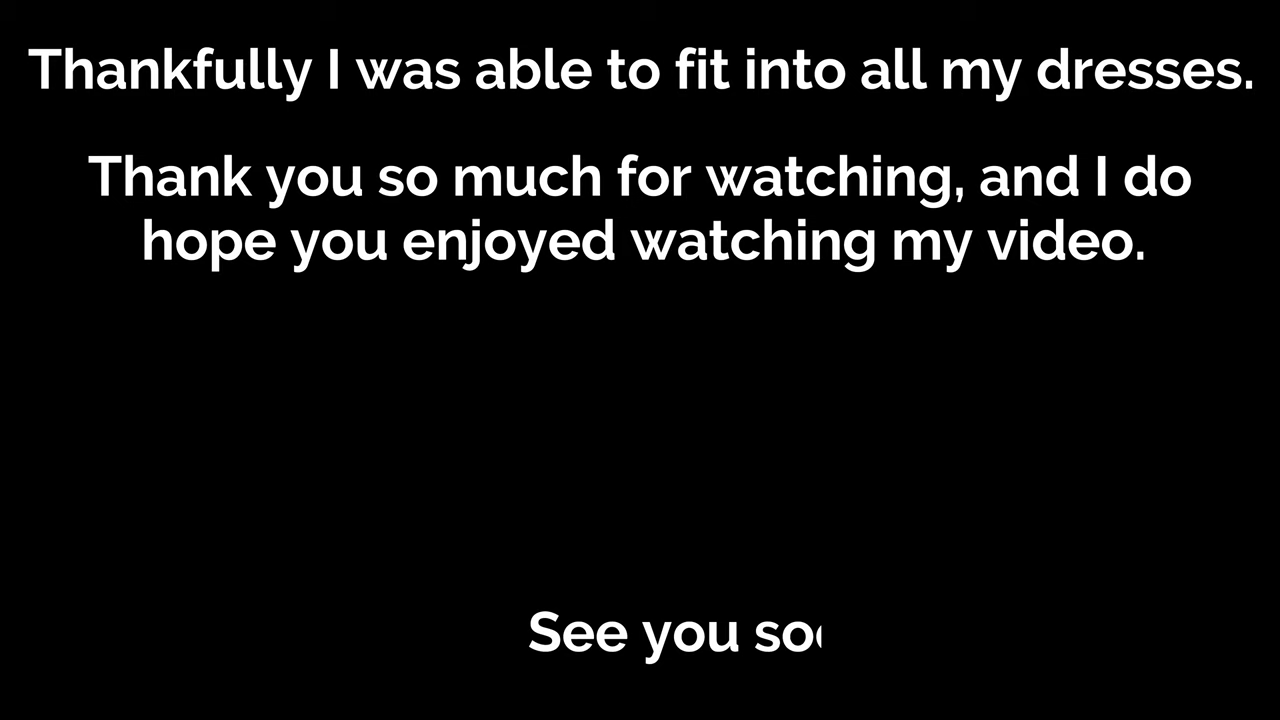 Thankfully I was able to fit into all my dresses.
Thank you so much for watching, and I do
hope you enjoyed watching my video.
See you so